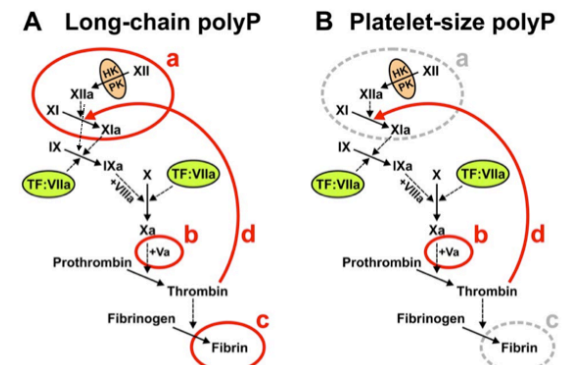 A Long-chain polyP
a
HK
PK
XII
XIIa
XI
XIa
IX
IXa
TF:VIIa
+VIIIa
X
TF:VIIa
Xa
b
+Va
d
Prothrombin
Thrombin
Fibrinogen
c
Fibrin
B Platelet-size polyP
a
HK
PK
XII
XIIa
XI
XIa
IX
IXa
TF:VIIa
+VIIIa
X
TF:VIIa
Xa
b
+Va
d
Prothrombin
Thrombin
Fibrinogen
c
Fibrin